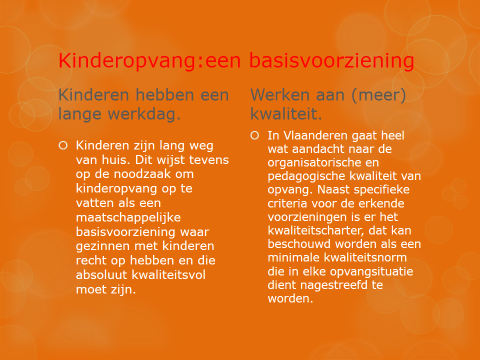 Kinderopvang:een basisvoorziening
Kinderen hebben een
lange werkdag.
Kinderen zijn lang weg
van huis. Dit wijst tevens
op de noodzaak om
kinderopvang op te
vatten als een
maatschappelijke
basisvoorziening waar
gezinnen met kinderen
recht op hebben en die
absoluut kwaliteitsvol
moet zijn.
Werken aan (meer)
kwaliteit.
In Vlaanderen gaat heel
wat aandacht naar de
organisatorische en
pedagogische kwaliteit van
opvang. Naast specifieke
criteria voor de erkende
voorzieningen is er het
kwaliteitscharter, dat kan
beschouwd worden als een
minimale kwaliteitsnorm
die in elke opvangsituatie
dient nagestreefd te
worden.